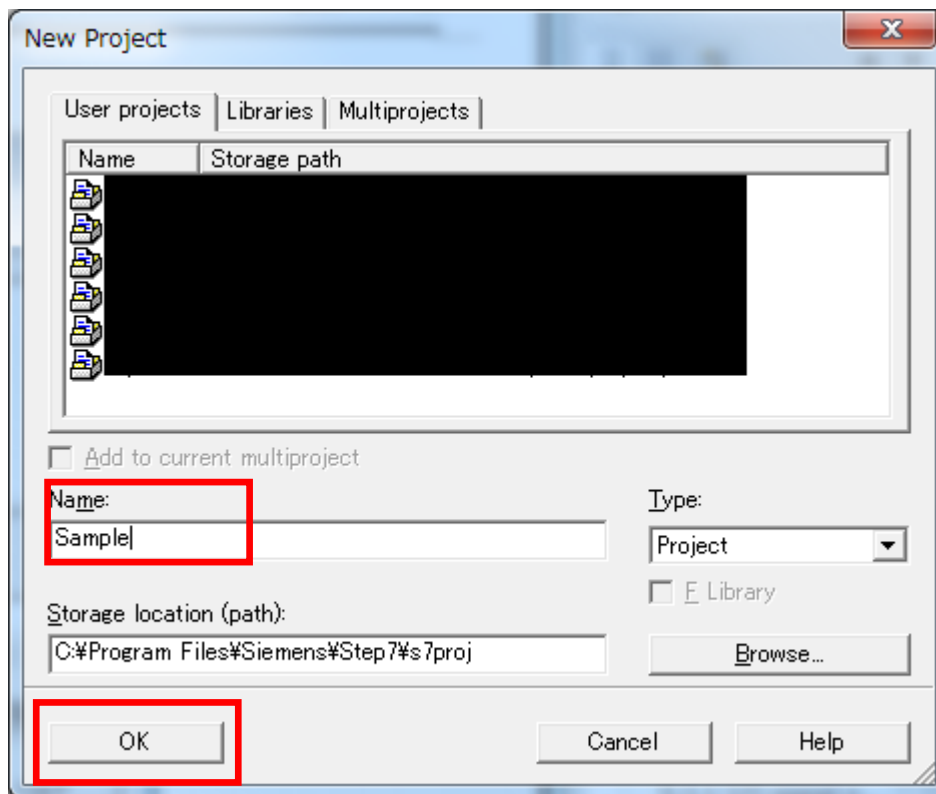 New Project
User projects Libraries Multiprojects
Name Storage path
Add to current multiproject
Name: Type:
Sample Project
F Library
Storage location (path):
C:¥Program Files¥Siemens¥Step7¥s7proj Browse...
OK Cancel Help